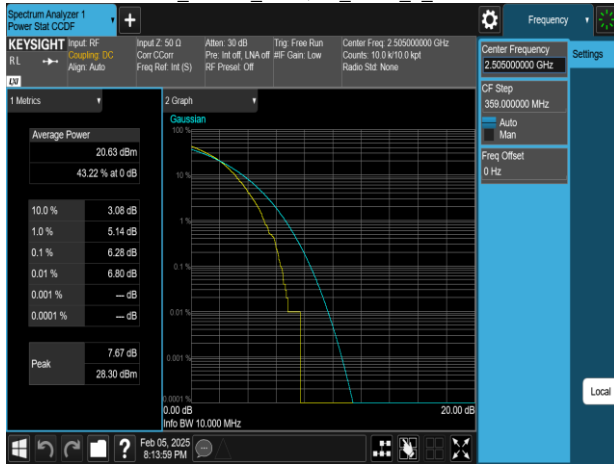 Spectrum Analyzer 1
Power Stat CCDF
Frequency
KEYSIGHT
RL
LXI
Input: RF
Coupling: DC
Align: Auto
Input Z: 50 Ω
Corr CCorr
Freq Ref: Int (S)
Atten: 30 dB
Pre: Int off, LNA off
RF Preset: Off
Trig: Free Run
#IF Gain: Low
Center Freq: 2.505000000 GHz
Counts: 10.0 k/10.0 kpt
Radio Std: None
Center Frequency
2.505000000 GHz
Settings
CF Step
359.000000 MHz
Auto
Man
Freq Offset
0 Hz
Local
1 Metrics
Average Power
20.63 dBm
43.22 % at 0 dB
10.0 % 3.08 dB
1.0 % 5.14 dB
0.1 % 6.28 dB
0.01 % 6.80 dB
0.001 % --- dB
0.0001 % --- dB
Peak
7.67 dB
28.30 dBm
2 Graph
Gaussian
100 %
10 %
1 %
0.1 %
0.01 %
0.001 %
0.0001 %
0.00 dB
20.00 dB
Info BW 10.000 MHz
?
Feb 05, 2025
8:13:59 PM